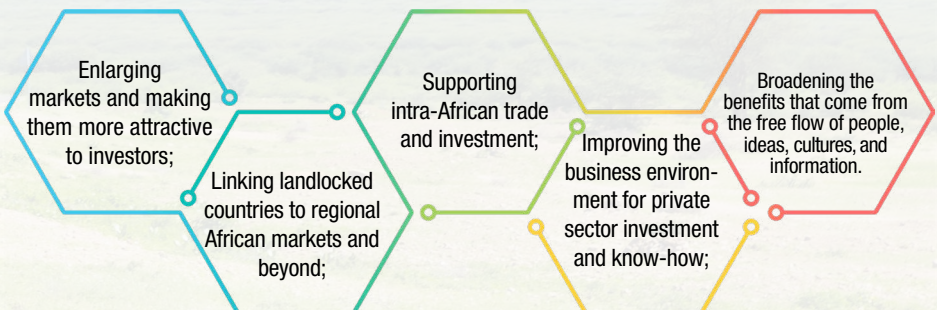 Enlarging
markets and making
them more attractive
to investors;
Linking landlocked
countries to regional
African markets and
beyond;
Supporting
intra-African trade
and investment;
Improving the
business environ-
ment for private
sector investment
and know-how;
Broadening the
benefits that come from
the free flow of people,
ideas, cultures, and
information.